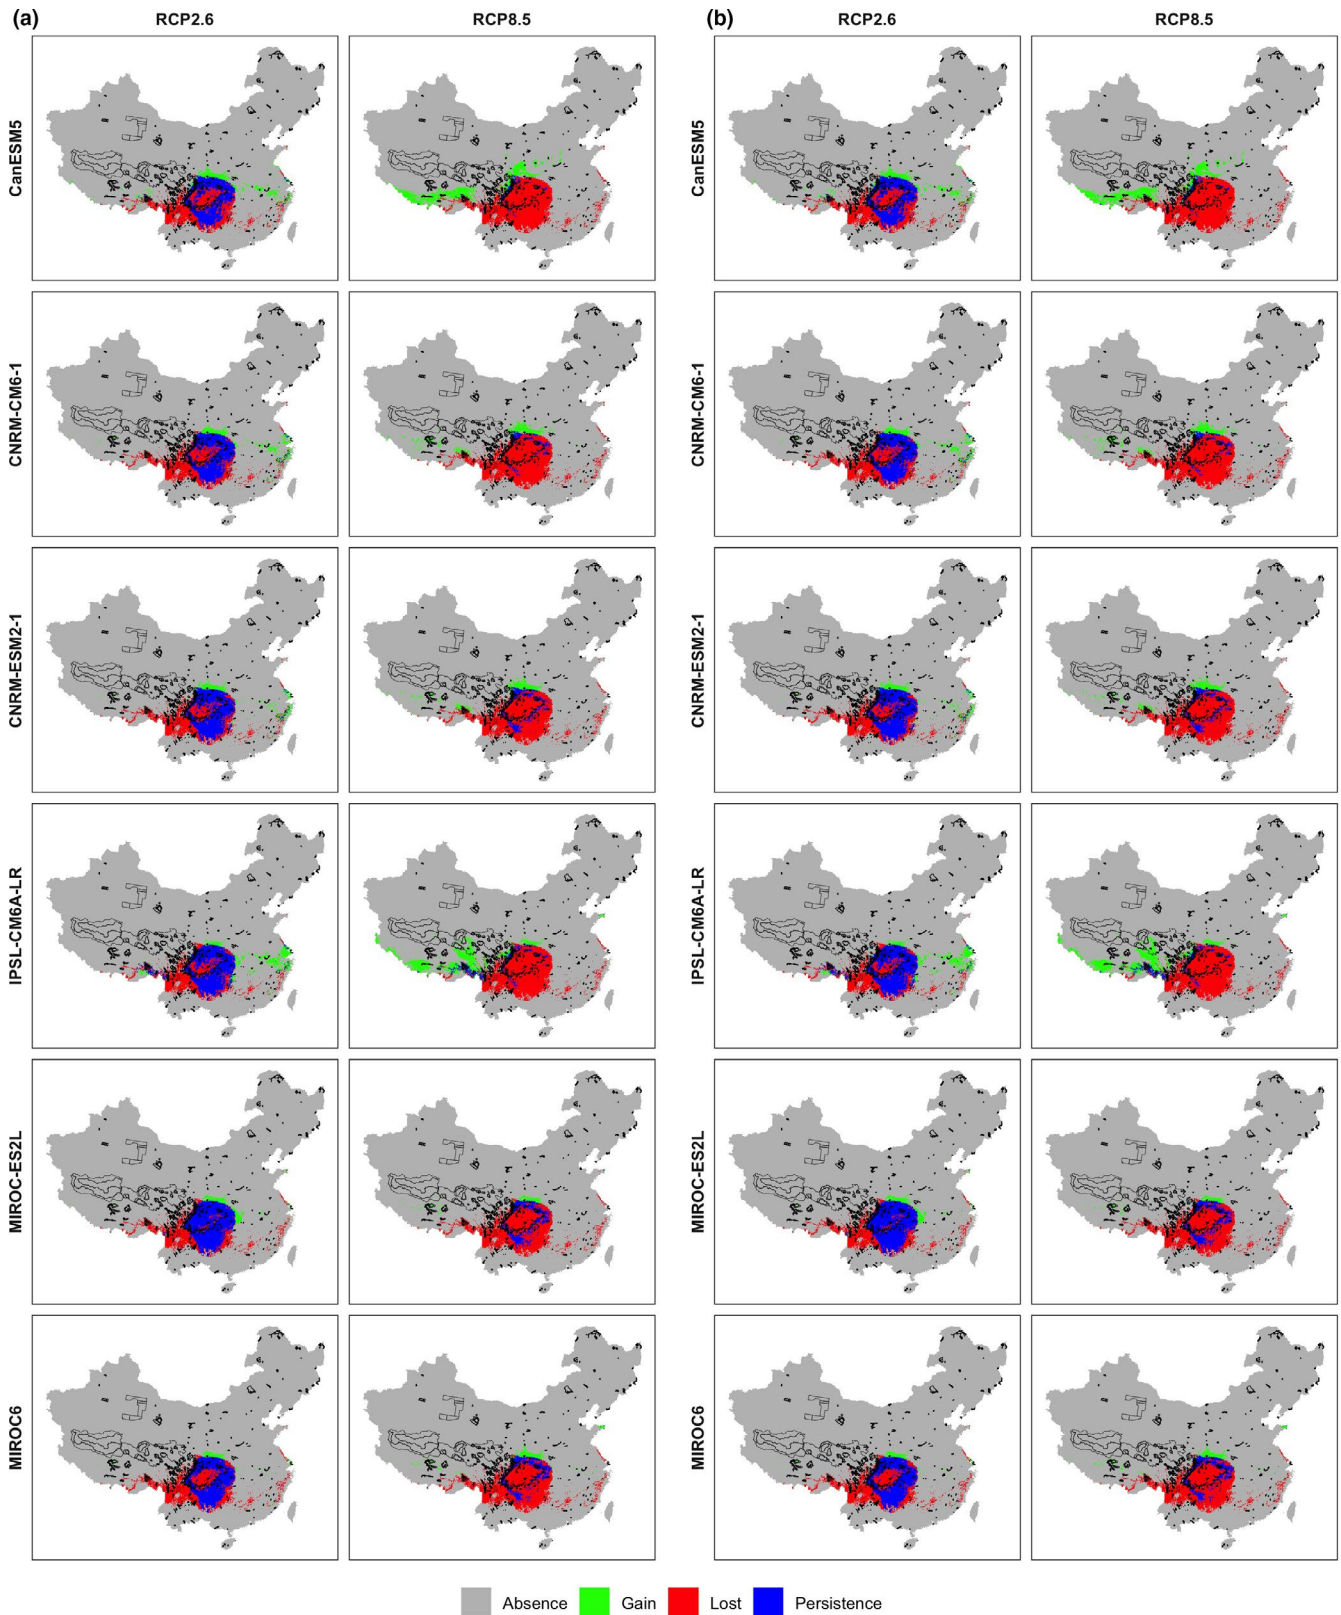 (a) RCP2.6 RCP8.5 (b) RCP2.6 RCP8.5
CanESM5 CanESM5
CNRM-CM6-1 CNRM-CM6-1
CNRM-ESM2-1 CNRM-ESM2-1
IPSL-CM6A-LR IPSL-CM6A-LR
MIROC-ES2L MIROC-ES2L
MIROC6 MIROC6
Absence Gain Lost Persistence